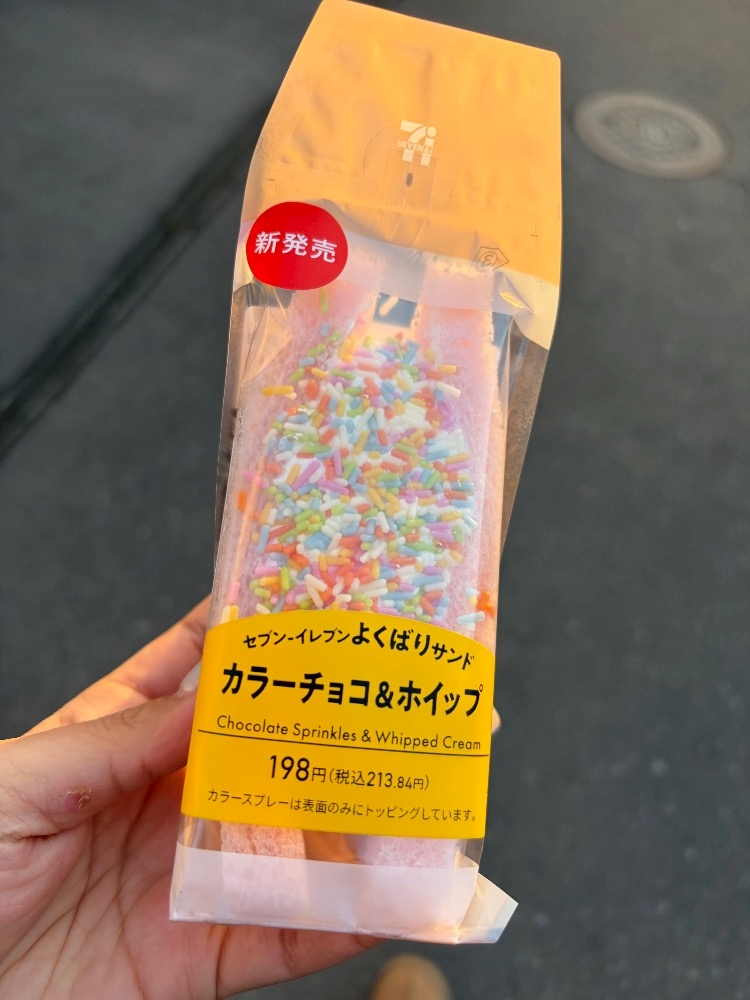 SEVEN
新発売
セブン-イレブンよくばりサンド
カラーチョコ&ホイップ
Chocolate Sprinkles & Whipped Cream
198円(税込213.84円)
カラースプレーは表面のみにトッピングしています。